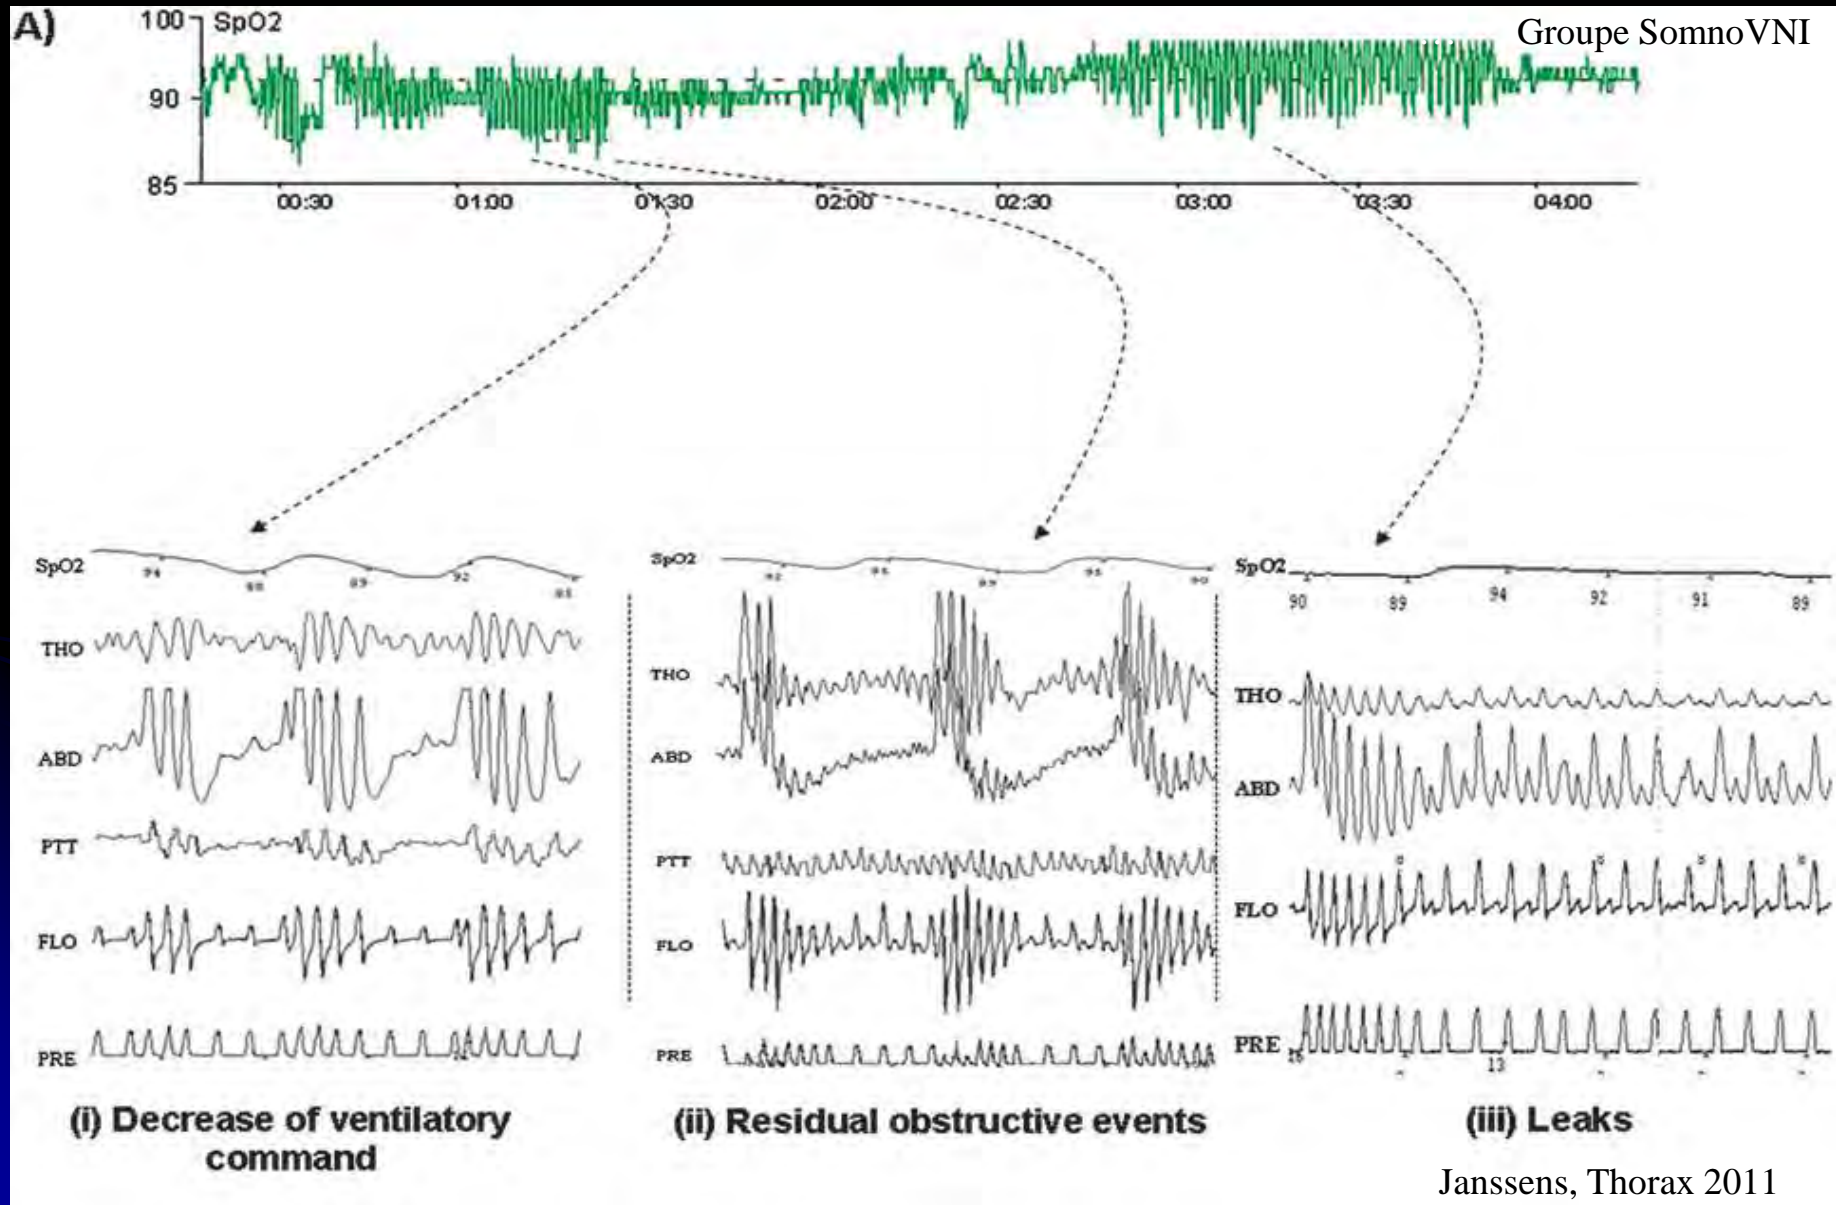 A)
100
SpO2
Groupe SomnoVNI
90
85
00:30
01:00
01:30
02:00
02:30
03:00
03:30
04:00
SpO2
94
89
92
THO
ABD
PTT
FLO
PRE
(i) Decrease of ventilatory
command
SpO2
THO
ABD
PTT
FLO
PRE
(ii) Residual obstructive events
SpO2
90
89
94
92
91
89
THO
ABD
FLO
PRE
13
(iii) Leaks
Janssens, Thorax 2011